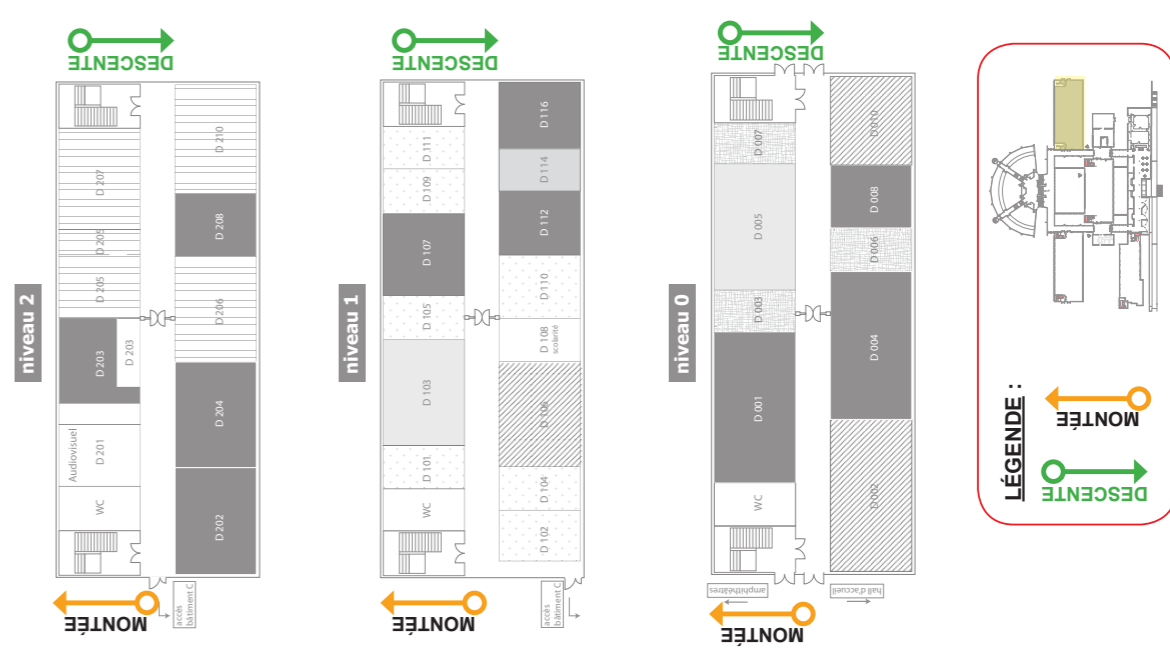 niveau 2
DESCENTE
D 207
D 205
D 205
D 203
D 203
Audiovisuel
D 201
WC
D 210
D 208
D 206
D 204
D 202
accès
bâtiment C
MONTÉE
niveau 1
DESCENTE
D 111
D 109
D 107
D 105
D 103
D 101
WC
D 116
D 114
D 112
D 110
D 108
scolarité
D 106
D 104
D 102
accès
bâtiment C
MONTÉE
niveau 0
DESCENTE
D 007
D 005
D 003
D 001
WC
D 010
D 008
D 006
D 004
D 002
amphithéâtres
hall d'accueil
MONTÉE
LÉGENDE :
MONTÉE
DESCENTE